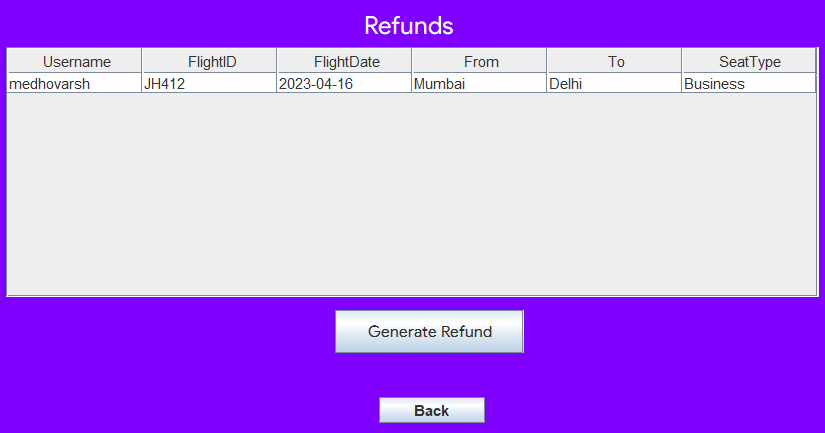 Refunds
Username FlightID FlightDate From To SeatType
medhovarsh JH412 2023-04-16 Mumbai Delhi Business
Generate Refund
Back